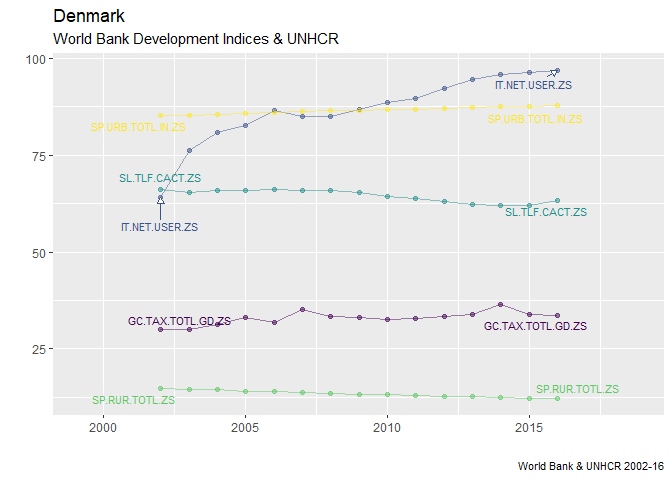 Denmark
World Bank Development Indices & UNHCR
100
75
50
25
IT.NET.USER.ZS
SP.URB.TOTL.IN.ZS
SP.URB.TOTL.IN.ZS
SL.TLF.CACT.ZS
SL.TLF.CACT.ZS
IT.NET.USER.ZS
GC.TAX.TOTL.GD.ZS
GC.TAX.TOTL.GD.ZS
SP.RUR.TOTL.ZS
SP.RUR.TOTL.ZS
2000 2005 2010 2015
World Bank & UNHCR 2002-16